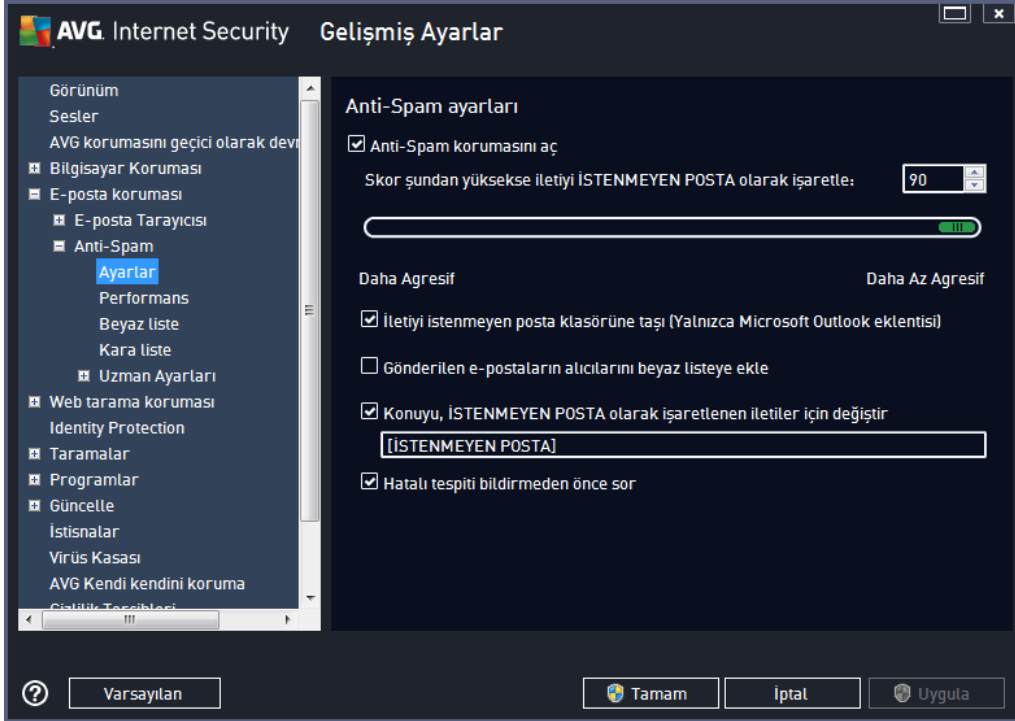 AVG. Internet Security Gelişmiş Ayarlar
Görünüm
Sesler
AVG korumasını geçici olarak devr
Bilgisayar Koruması
E-posta koruması
E-posta Tarayıcısı
Anti-Spam
Ayarlar
Performans
Beyaz liste
Kara liste
Uzman Ayarları
Web tarama koruması
Identity Protection
Taramalar
Programlar
Güncelle
İstisnalar
Virüs Kasası
AVG Kendi kendini koruma
Gizlilik Tercihleri
Anti-Spam ayarları
Anti-Spam korumasını aç
Skor şundan yüksekse iletiyi İSTENMEYEN POSTA olarak işaretle: 90
Daha Agresif Daha Az Agresif
İletiyi istenmeyen posta klasörüne taşı (Yalnızca Microsoft Outlook eklentisi)
Gönderilen e-postaların alıcılarını beyaz listeye ekle
Konuyu, İSTENMEYEN POSTA olarak işaretlenen iletiler için değiştir
[İSTENMEYEN POSTA]
Hatalı tespiti bildirmeden önce sor
? Varsayılan Tamam İptal Uygula